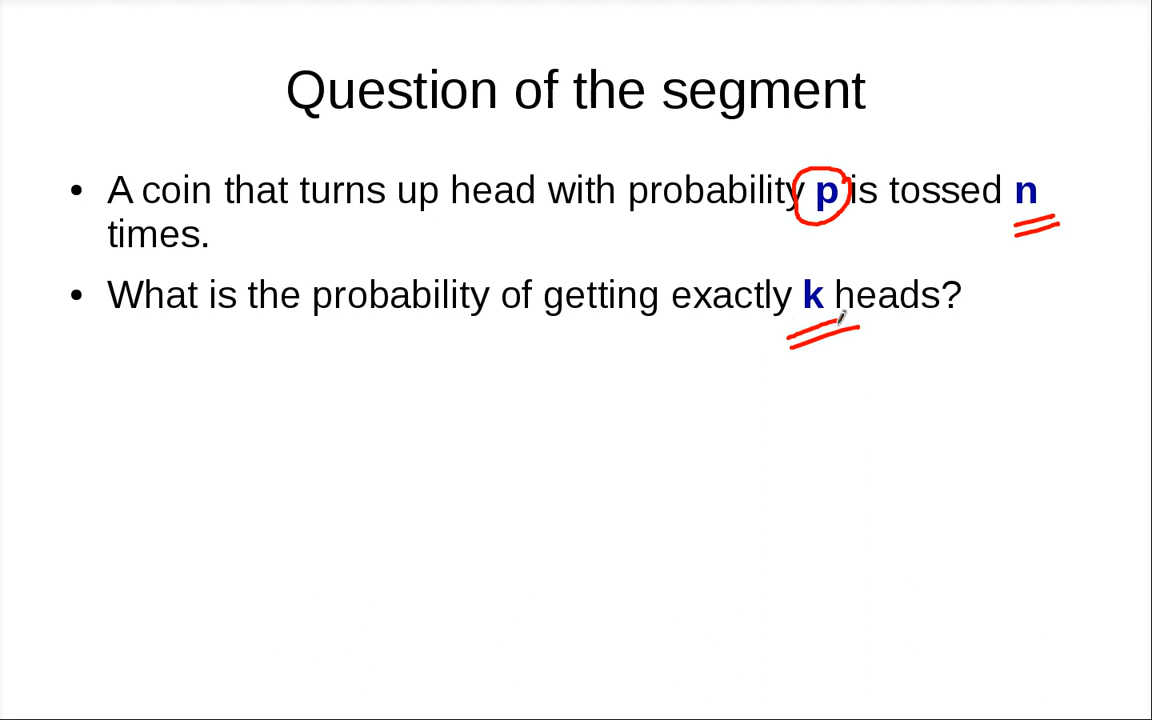 Question of the segment
• A coin that turns up head with probability p is tossed n
times.
• What is the probability of getting exactly k heads?